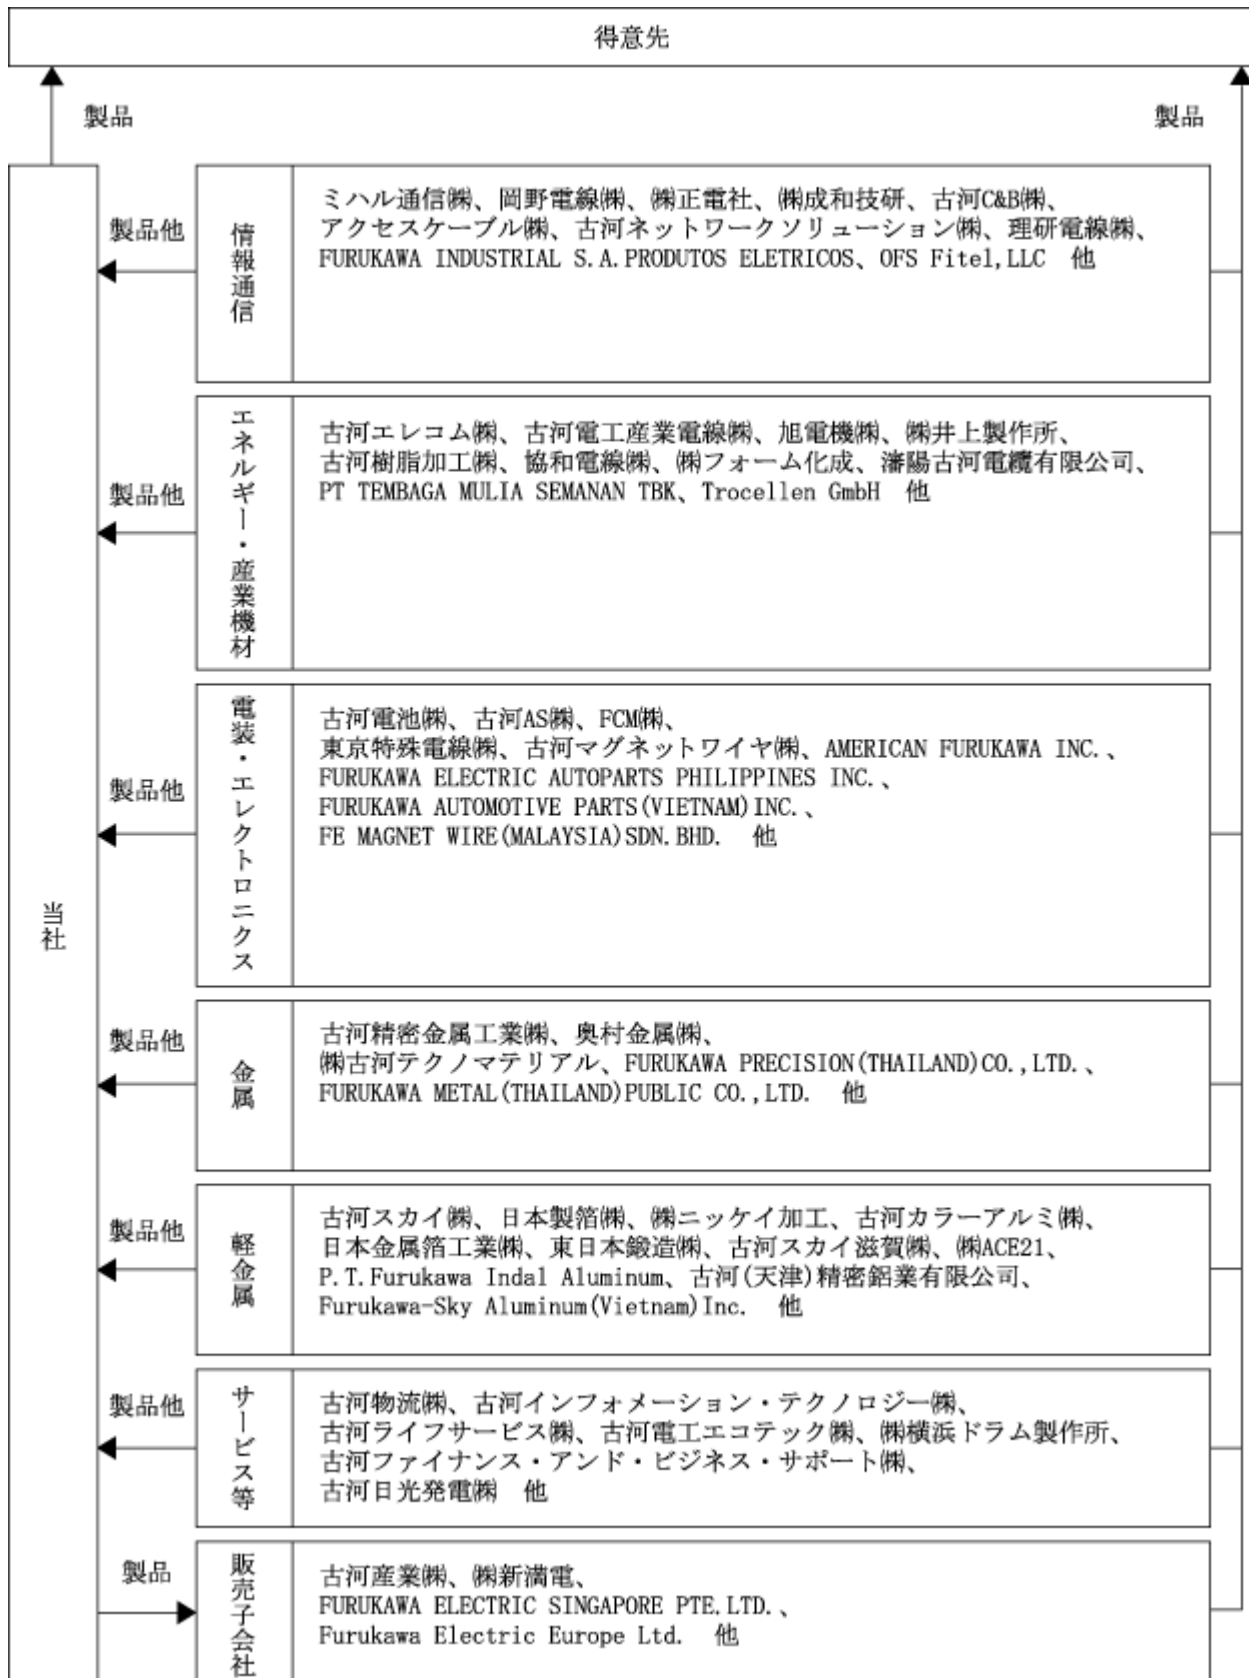 得意先
製品
製品
当社
製品他
情報通信
ミハル通信㈱、岡野電線㈱、㈱正電社、㈱成和技研、古河C&B㈱、
アクセスケーブル㈱、古河ネットワークソリューション㈱、理研電線㈱、
FURUKAWA INDUSTRIAL S.A.PRODUTOS ELETRICOS、OFS Fitel,LLC 他
製品他
エネルギー・産業機材
古河エレコム㈱、古河電工産業電線㈱、旭電機㈱、㈱井上製作所、
古河樹脂加工㈱、協和電線㈱、㈱フォーム化成、瀋陽古河電纜有限公司、
PT TEMBAGA MULIA SEMANAN TBK、Trocellen GmbH 他
製品他
電装・エレクトロニクス
古河電池㈱、古河AS㈱、FCM㈱、
東京特殊電線㈱、古河マグネットワイヤ㈱、AMERICAN FURUKAWA INC.、
FURUKAWA ELECTRIC AUTOPARTS PHILIPPINES INC.、
FURUKAWA AUTOMOTIVE PARTS(VIETNAM)INC.、
FE MAGNET WIRE(MALAYSIA)SDN.BHD. 他
製品他
金属
古河精密金属工業㈱、奥村金属㈱、
㈱古河テクノマテリアル、FURUKAWA PRECISION(THAILAND)CO.,LTD.、
FURUKAWA METAL(THAILAND)PUBLIC CO.,LTD. 他
製品他
軽金属
古河スカイ㈱、日本製箔㈱、㈱ニッケイ加工、古河カラーアルミ㈱、
日本金属箔工業㈱、東日本鍛造㈱、古河スカイ滋賀㈱、㈱ACE21、
P.T.Furukawa Indal Aluminum、古河(天津)精密鋁業有限公司、
Furukawa-Sky Aluminum(Vietnam)Inc. 他
製品他
サービス等
古河物流㈱、古河インフォメーション・テクノロジー㈱、
古河ライフサービス㈱、古河電工エコテック㈱、㈱横浜ドラム製作所、
古河ファイナンス・アンド・ビジネス・サポート㈱、
古河日光発電㈱ 他
製品
販売子会社
古河産業㈱、㈱新満電、
FURUKAWA ELECTRIC SINGAPORE PTE.LTD.、
Furukawa Electric Europe Ltd. 他